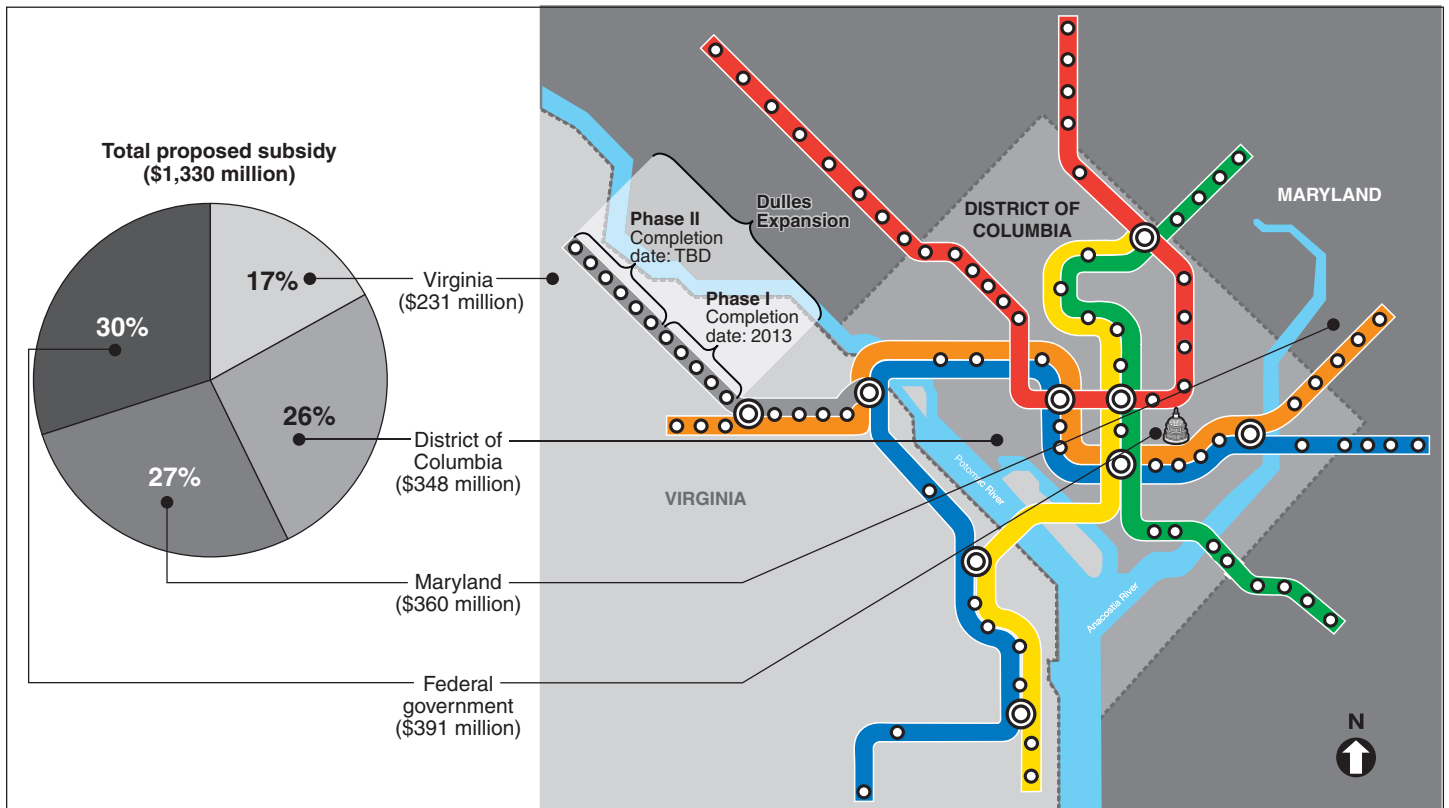 Total proposed subsidy
($1,330 million)
17%
30%
26%
27%
Virginia
($231 million)
District of
Columbia
($348 million)
Maryland
($360 million)
Federal
government
($391 million)
Phase II
Completion
date: TBD
Dulles
Expansion
Phase I
Completion
date: 2013
DISTRICT OF
COLUMBIA
MARYLAND
VIRGINIA
Potomac River
Anacostia River
N